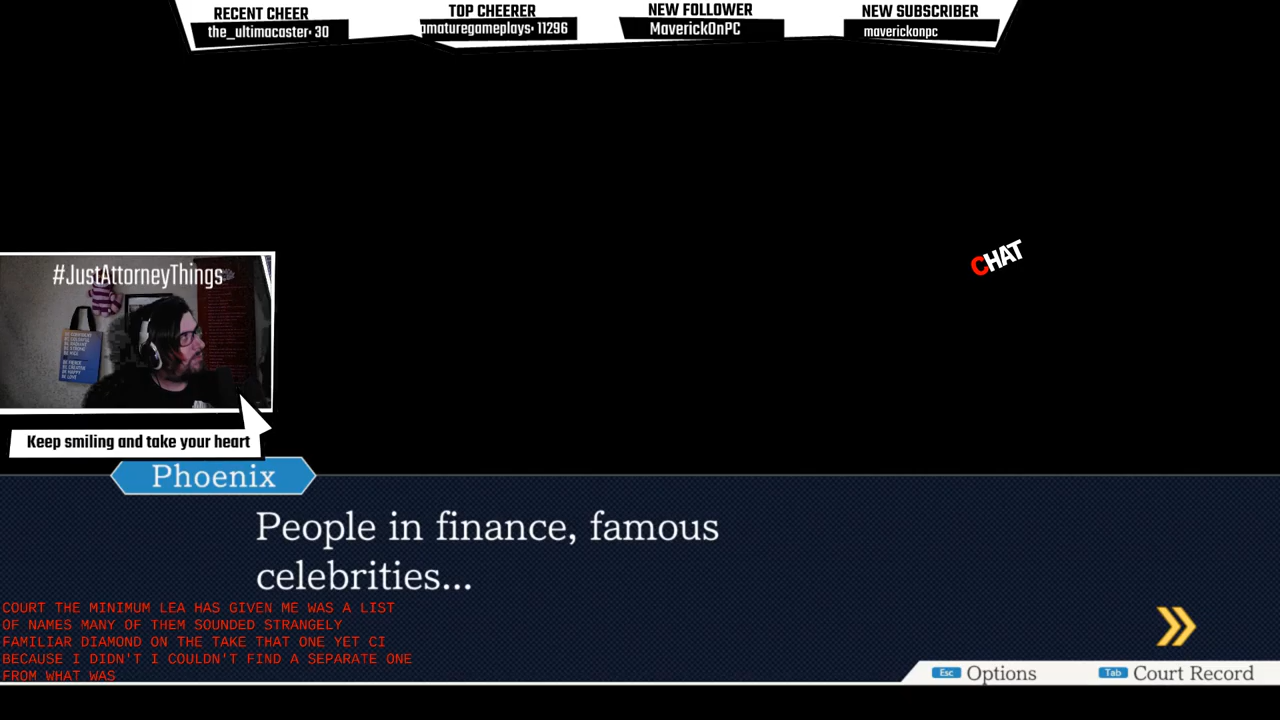 RECENT CHEER
the_ultimacaster• 30
TOP CHEERER
amaturegameplays• 11296
NEW FOLLOWER
MaverickOnPC
NEW SUBSCRIBER
maverickonpc
CHAT
#JustAttorneyThings
Keep smiling and take your heart
Phoenix
People in finance, famous
celebrities...
COURT THE MINIMUM LEA HAS GIVEN ME WAS A LIST
OF NAMES MANY OF THEM SOUNDED STRANGELY
FAMILIAR DIAMOND ON THE TAKE THAT ONE YET CI
BECAUSE I DIDN'T I COULDN'T FIND A SEPARATE ONE
FROM WHAT WAS
Esc Options
Tab Court Record